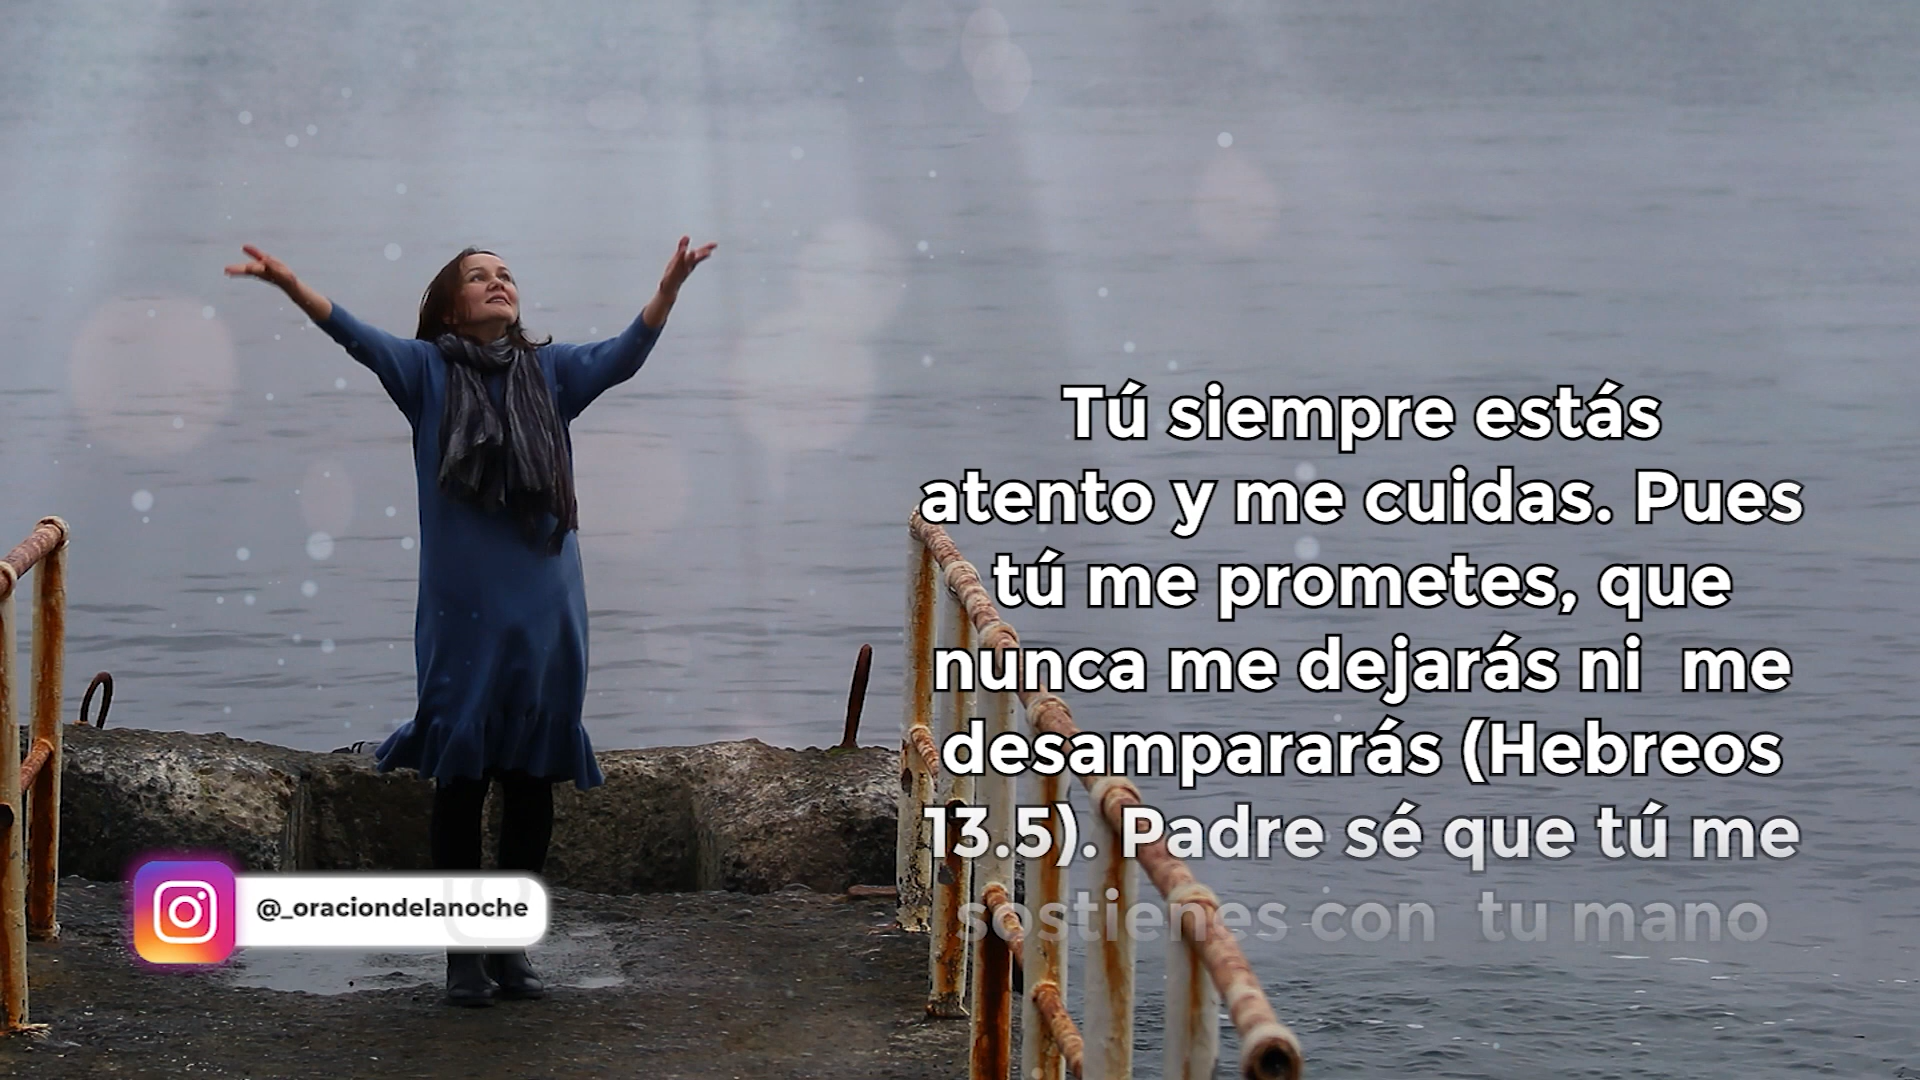 Tú siempre estás
atento y me cuidas. Pues
tú me prometes, que
nunca me dejarás ni  me
desampararás (Hebreos
13.5). Padre sé que tú me
sostienes con  tu mano
@_oraciondelanoche